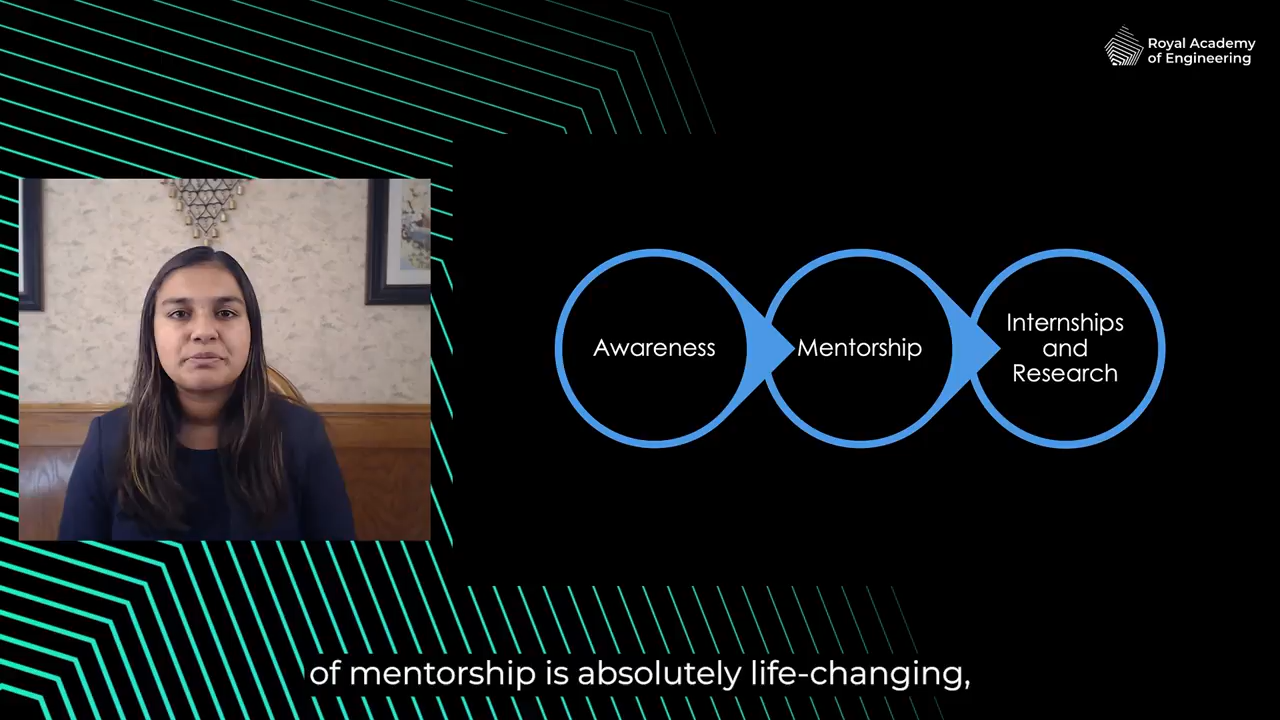 Royal Academy
of Engineering
Awareness
Mentorship
Internships
and
Research
of mentorship is absolutely life-changing,